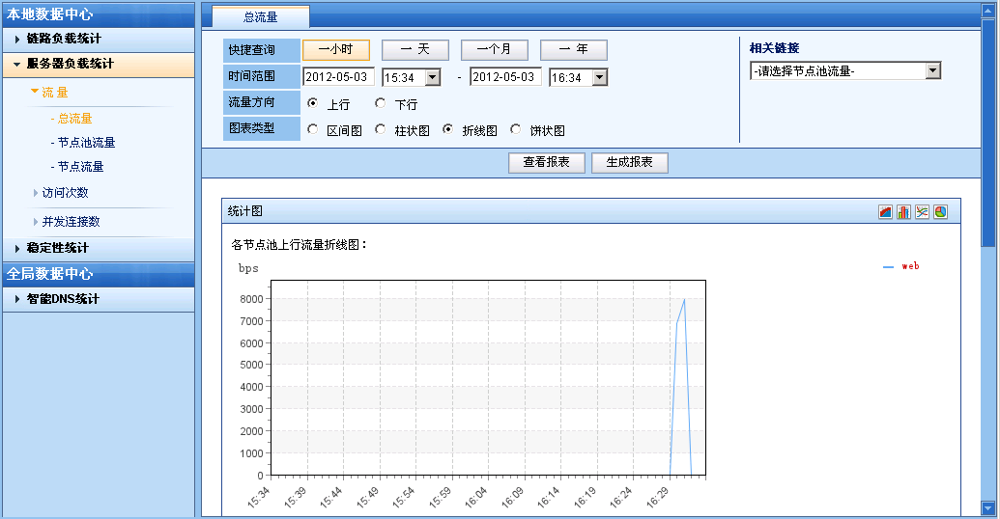 本地数据中心
链路负载统计
服务器负载统计
流 量
- 总流量
- 节点池流量
- 节点流量
访问次数
并发连接数
稳定性统计
全局数据中心
智能DNS统计
总流量
快捷查询 一小时 一 天 一个月 一 年
时间范围 2012-05-03 15:34 - 2012-05-03 16:34
流量方向 上行 下行
图表类型 区间图 柱状图 折线图 饼状图
相关链接
-请选择节点池流量-
查看报表 生成报表
统计图
各节点池上行流量折线图：
bps
web
8000
7000
6000
5000
4000
3000
2000
1000
0
15:34 15:39 15:44 15:49 15:54 15:59 16:04 16:09 16:14 16:19 16:24 16:29